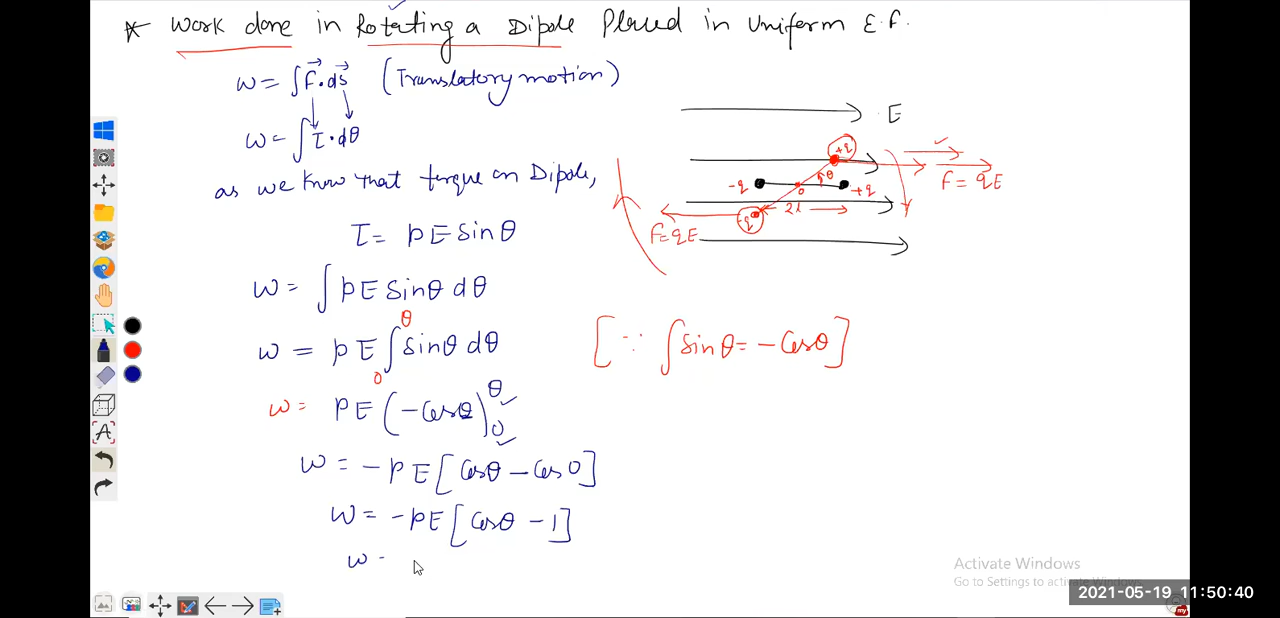 * Work done in Rotating a Dipole Placed in Uniform E.F.
W = ∫F⃗·ds⃗ (Translatory motion)
W = ∫τ·dθ
as we know that torque on Dipole,
τ = PE Sinθ
W = ∫ PE Sinθ dθ
W = PE ∫₀^θ Sinθ dθ [∵ ∫Sinθ = -Cosθ]
W = PE (-Cosθ)₀^θ
W = -PE [Cosθ - Cos0]
W = -PE [Cosθ - 1]
W =
E
+q
θ
F = qE
-q
0
+q
2l
-q
F = qE
A
Activate Windows
Go to Settings to activate Windows.
2021-05-19 11:50:40